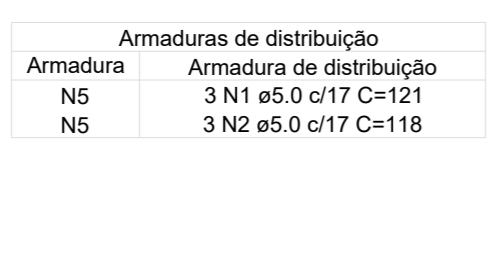 Armaduras de distribuição
Armadura Armadura de distribuição
N5 3 N1 ø5.0 c/17 C=121
N5 3 N2 ø5.0 c/17 C=118